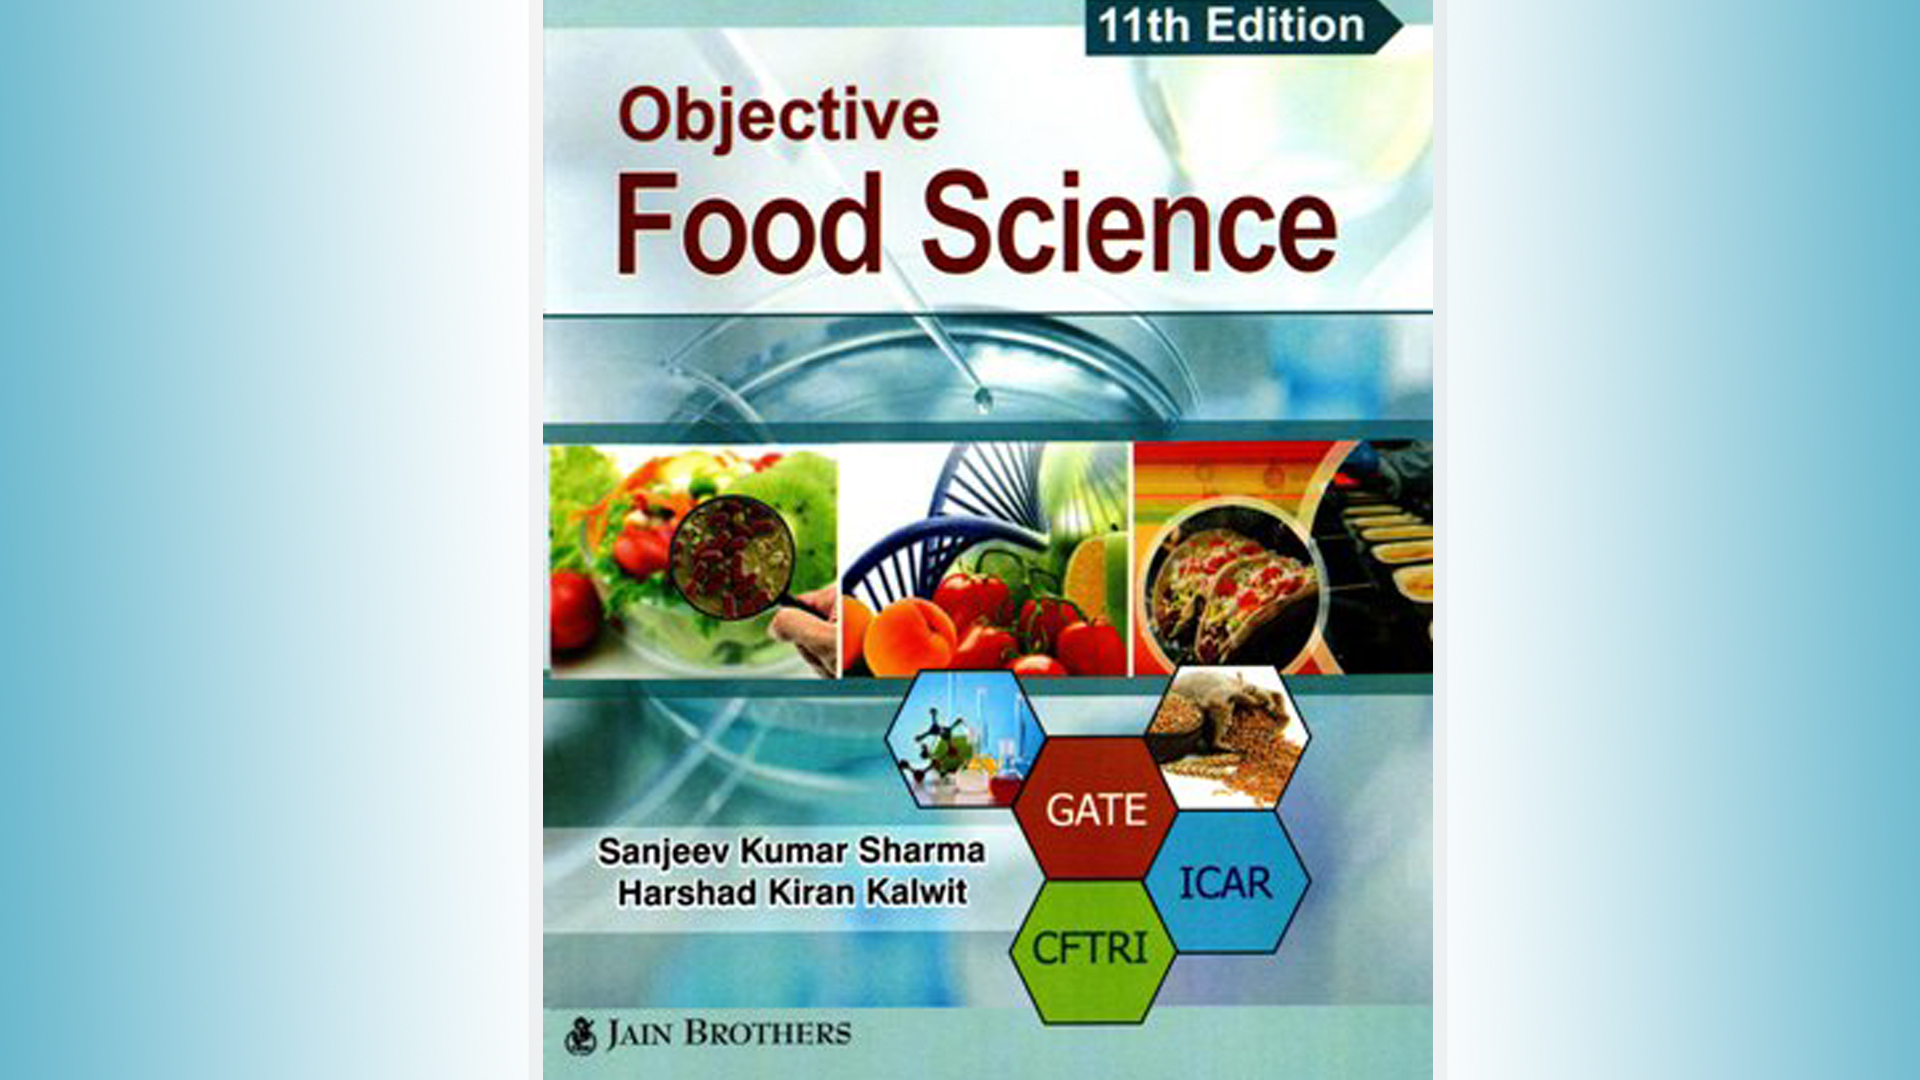 11th Edition
Objective
Food Science
GATE
Sanjeev Kumar Sharma
Harshad Kiran Kalwit
ICAR
CFTRI
JAIN BROTHERS